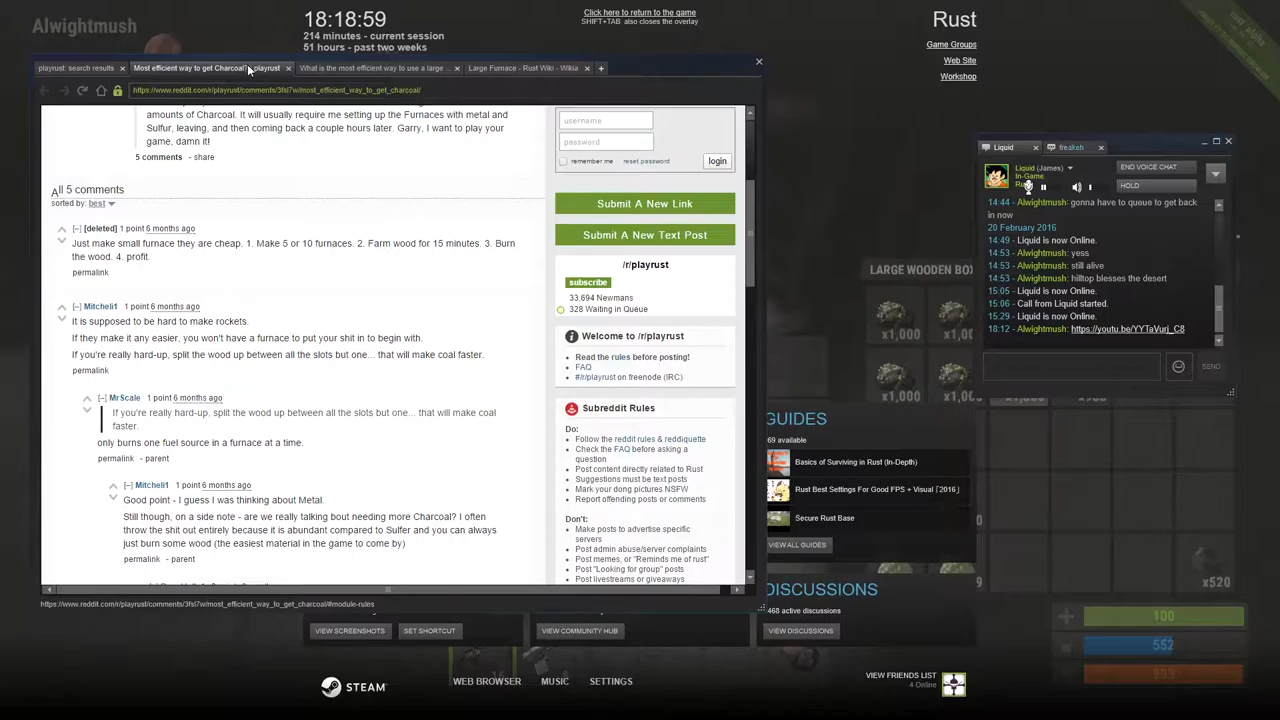 Alwightmush
18:18:59
214 minutes - current session
51 hours - past two weeks
Click here to return to the game
SHIFT+TAB also closes the overlay
Rust
Game Groups
Web Site
Workshop
playrust: search results
Most efficient way to get Charcoal? : playrust
What is the most efficient way to use a large ...
Large Furnace - Rust Wiki - Wikia
https://www.reddit.com/r/playrust/comments/3fsl7w/most_efficient_way_to_get_charcoal/
amounts of Charcoal. It will usually require me setting up the Furnaces with metal and
Sulfur, leaving, and then coming back a couple hours later. Garry, I want to play your
game, damn it!
5 comments - share
All 5 comments
sorted by: best
[–] [deleted] 1 point 6 months ago
Just make small furnace they are cheap. 1. Make 5 or 10 furnaces. 2. Farm wood for 15 minutes. 3. Burn
the wood. 4. profit.
permalink
[–] Mitcheli1 1 point 6 months ago
It is supposed to be hard to make rockets.
If they make it any easier, you won't have a furnace to put your shit in to begin with.
If you're really hard-up, split the wood up between all the slots but one... that will make coal faster.
permalink
[–] MrScale 1 point 6 months ago
If you're really hard-up, split the wood up between all the slots but one... that will make coal
faster.
only burns one fuel source in a furnace at a time.
permalink - parent
[–] Mitcheli1 1 point 6 months ago
Good point - I guess I was thinking about Metal.
Still though, on a side note - are we really talking about needing more Charcoal? I often
throw the shit out entirely because it is abundant compared to Sulfer and you can always
just burn some wood (the easiest material in the game to come by)
permalink - parent
username
password
remember me reset password login
Submit A New Link
Submit A New Text Post
/r/playrust
subscribe
33,694 Newmans
328 Waiting in Queue
Welcome to /r/playrust
Read the rules before posting!
FAQ
#/r/playrust on freenode (IRC)
Subreddit Rules
Do:
Follow the reddit rules & reddiquette
Check the FAQ before asking a
question
Post content directly related to Rust
Suggestions must be text posts
Mark your dong pictures NSFW
Report offending posts or comments
Don't:
Make posts to advertise specific
servers
Post admin abuse/server complaints
Post memes, or "Reminds me of rust"
Post "Looking for group" posts
Post livestreams or giveaways
https://www.reddit.com/r/playrust/comments/3fsl7w/most_efficient_way_to_get_charcoal/#module-rules
Liquid
freakeh
Liquid (James)
In-Game
END VOICE CHAT
HOLD
14:44 - Alwightmush: gonna have to queue to get back
in now
20 February 2016
14:49 - Liquid is now Online.
14:53 - Alwightmush: yess
14:53 - Alwightmush: still alive
14:53 - Alwightmush: hilltop blesses the desert
15:05 - Liquid is now Online.
15:06 - Call from Liquid started.
15:29 - Liquid is now Online.
18:12 - Alwightmush: https://youtu.be/YYTaVurj_C8
SEND
LARGE WOODEN BOX
x1,000
x1,000
x1,000
x1,000
GUIDES
69 available
Basics of Surviving in Rust (In-Depth)
Rust Best Settings For Good FPS + Visual「2016」
Secure Rust Base
VIEW ALL GUIDES
DISCUSSIONS
468 active discussions
x520
100
552
VIEW SCREENSHOTS
SET SHORTCUT
VIEW COMMUNITY HUB
VIEW DISCUSSIONS
STEAM
WEB BROWSER
MUSIC
SETTINGS
VIEW FRIENDS LIST
4 Online